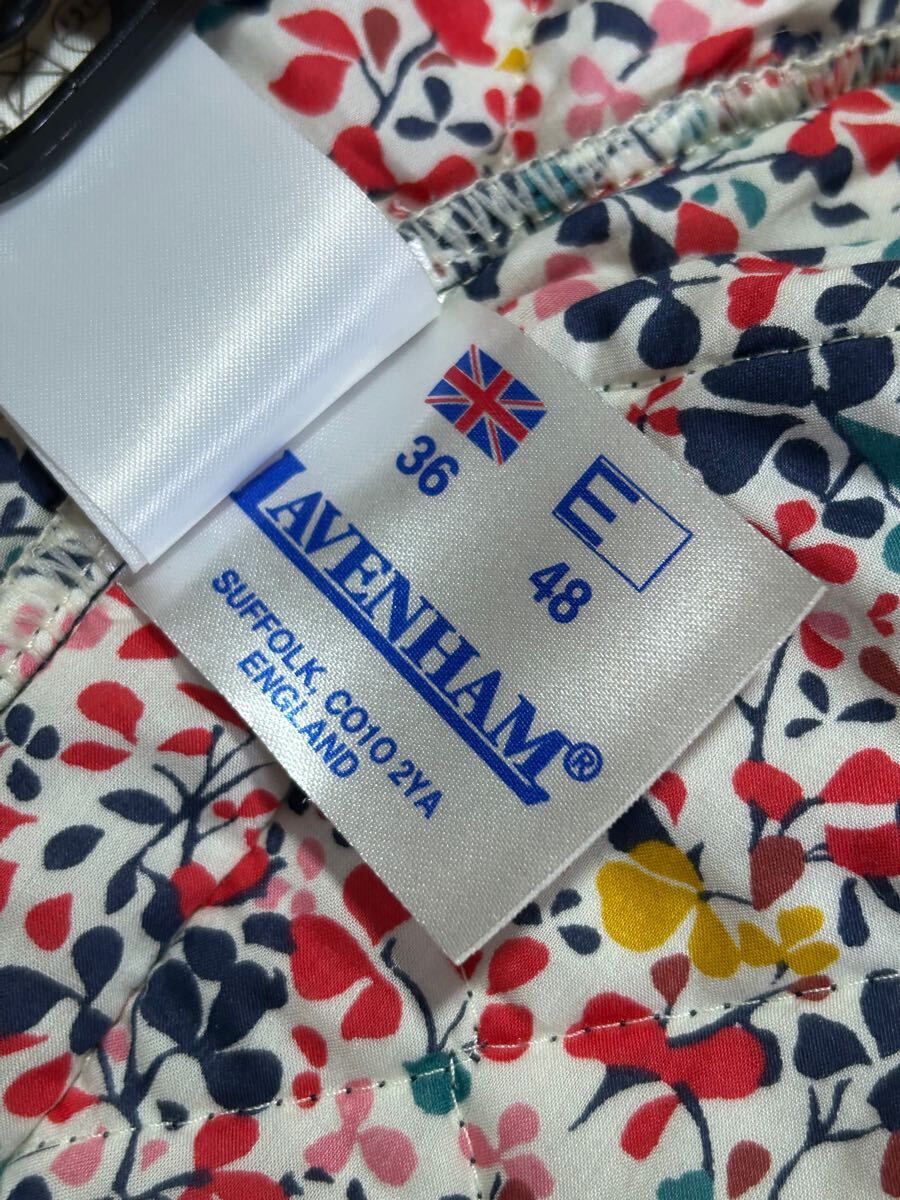 36
E
48
LAVENHAM®
SUFFOLK, CO10 2YA
ENGLAND